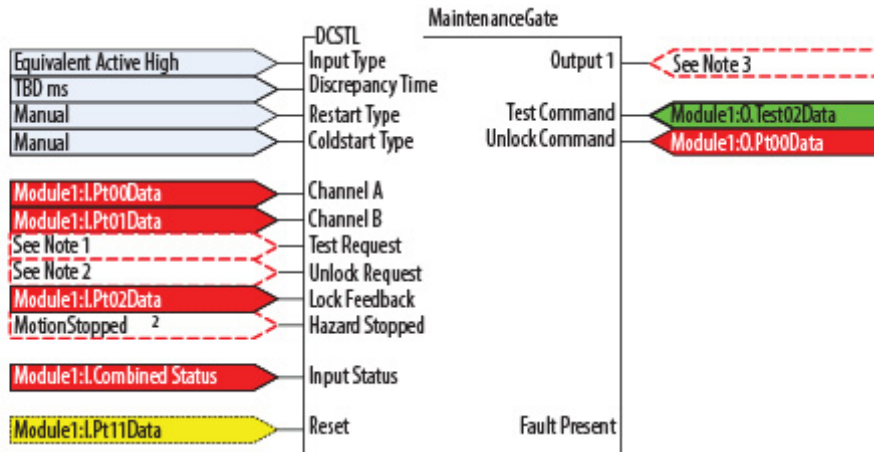 MaintenanceGate
DCSTL
Equivalent Active High Input Type Output 1 See Note 3
TBD ms Discrepancy Time
Manual Restart Type Test Command Module1:O.Test02Data
Manual Coldstart Type Unlock Command Module1:O.Pt00Data
Module1:I.Pt00Data Channel A
Module1:I.Pt01Data Channel B
See Note 1 Test Request
See Note 2 Unlock Request
Module1:I.Pt02Data Lock Feedback
MotionStopped 2 Hazard Stopped
Module1:I.Combined Status Input Status
Module1:I.Pt11Data Reset Fault Present